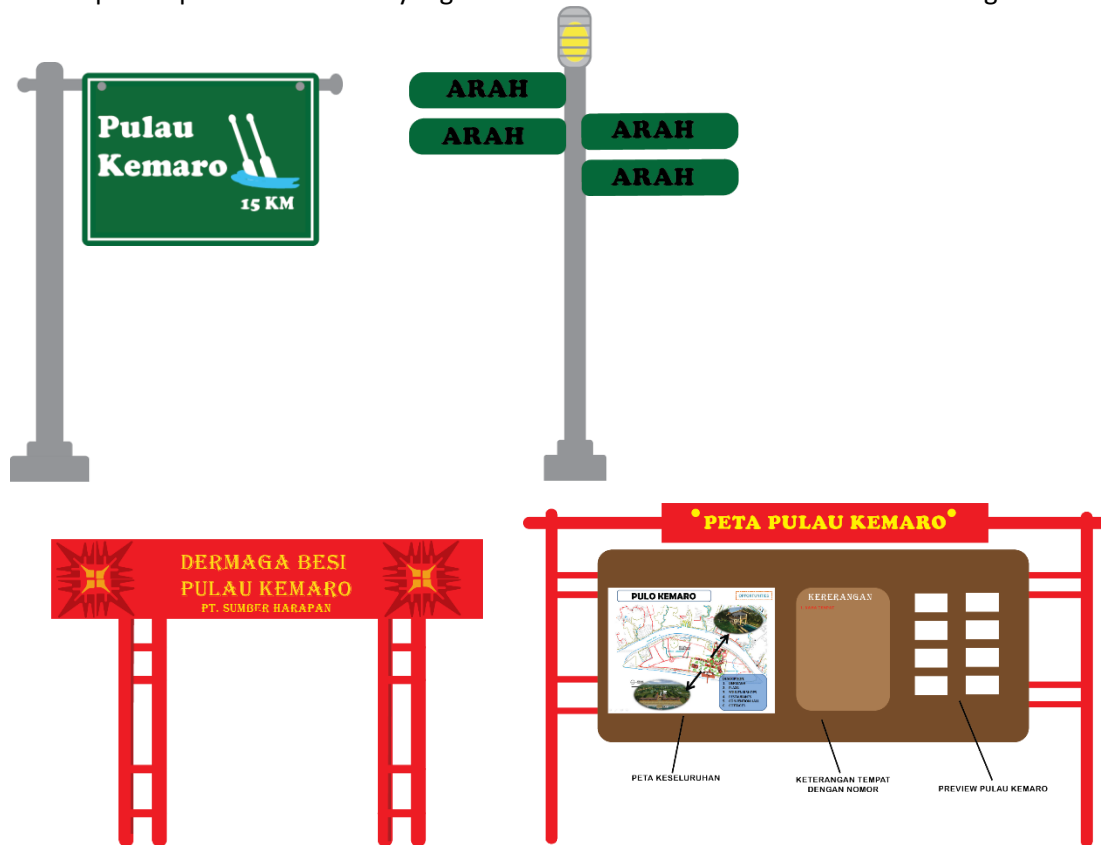 Pulau
Kemaro
15 KM
ARAH
ARAH
ARAH
ARAH
DERMAGA BESI
PULAU KEMARO
PT. SUMBER HARAPAN
PETA PULAU KEMARO
PULO KEMARO
KERERANGAN
PETA KESELURUHAN
KETERANGAN TEMPAT
DENGAN NOMOR
PREVIEW PULAU KEMARO